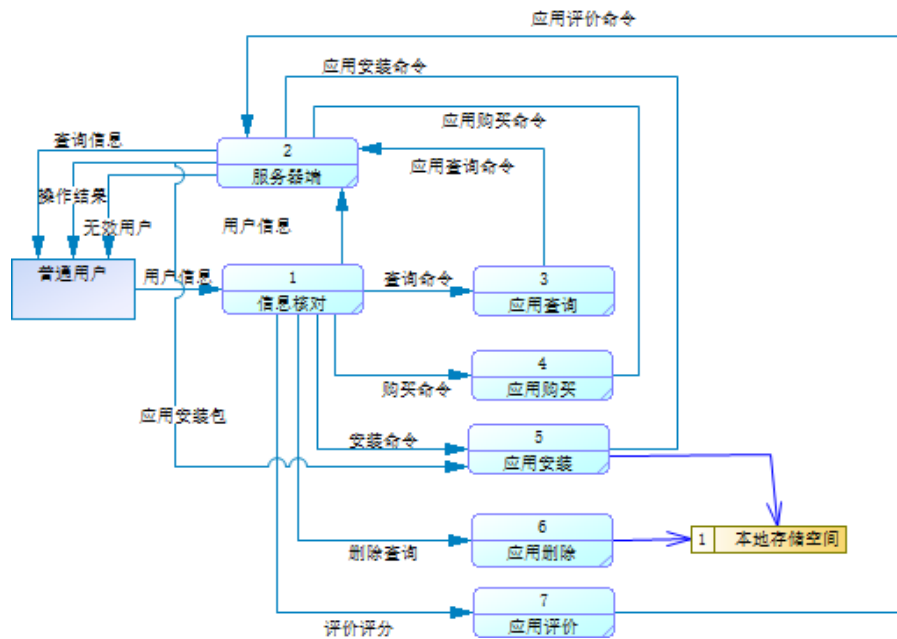 应用评价命令
应用安装命令
应用购买命令
查询信息
2
服务器端
应用查询命令
操作结果
无效用户
用户信息
普通用户
用户信息
1
信息核对
查询命令
3
应用查询
4
应用购买
购买命令
应用安装包
安装命令
5
应用安装
6
应用删除
1
本地存储空间
删除查询
7
应用评价
评价评分